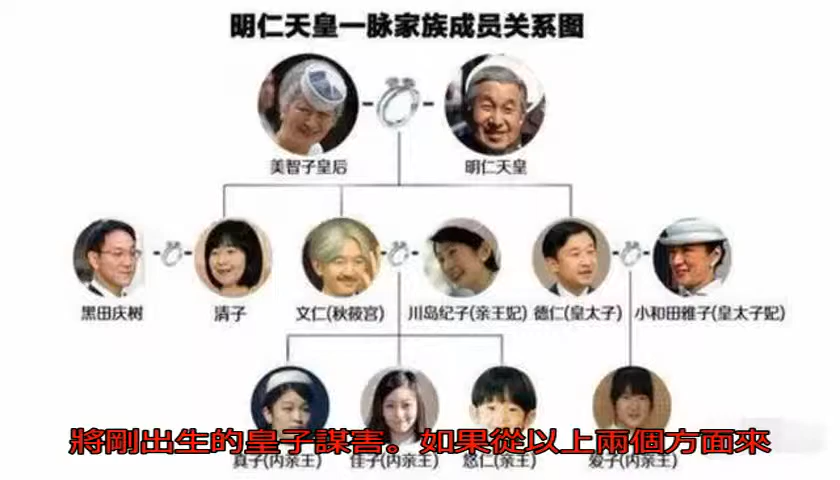 明仁天皇一脉家族成员关系图
美智子皇后 明仁天皇
黑田庆树 清子 文仁(秋筱宫) 川岛纪子(亲王妃) 德仁(皇太子) 小和田雅子(皇太子妃)
將剛出生的皇子謀害。如果從以上兩個方面來
真子(内亲王) 佳子(内亲王) 悠仁(亲王) 爱子(内亲王)